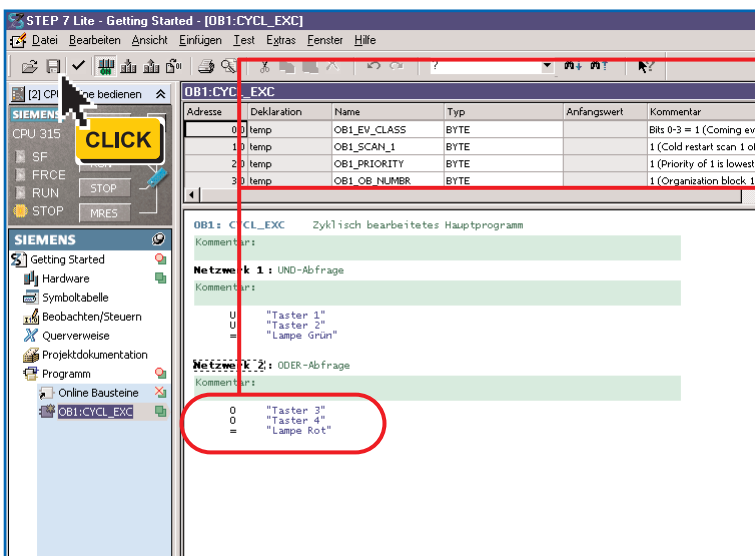 STEP 7 Lite - Getting Started - [OB1:CYCL_EXC]
Datei Bearbeiten Ansicht Einfügen Test Extras Fenster Hilfe
ON
?
[2] CPU bedienen
OB1:CYCL_EXC
SIEMENS
CPU 315
SF
FRCE
RUN
STOP
STOP
MRES
CLICK
Adresse Deklaration Name Typ Anfangswert Kommentar
0.0 temp OB1_EV_CLASS BYTE Bits 0-3 = 1 (Coming
1.0 temp OB1_SCAN_1 BYTE 1 (Cold restart scan 1
2.0 temp OB1_PRIORITY BYTE 1 (Priority of 1 is lowest
3.0 temp OB1_OB_NUMBR BYTE 1 (Organization block 1
SIEMENS
Getting Started
Hardware
Symboltabelle
Beobachten/Steuern
Querverweise
Projektdokumentation
Programm
Online Bausteine
OB1:CYCL_EXC
OB1: CYCL_EXC Zyklisch bearbeitetes Hauptprogramm
Kommentar:
Netzwerk 1 : UND-Abfrage
Kommentar:
U "Taster 1"
U "Taster 2"
= "Lampe Grün"
Netzwerk 2 : ODER-Abfrage
Kommentar:
O "Taster 3"
O "Taster 4"
= "Lampe Rot"